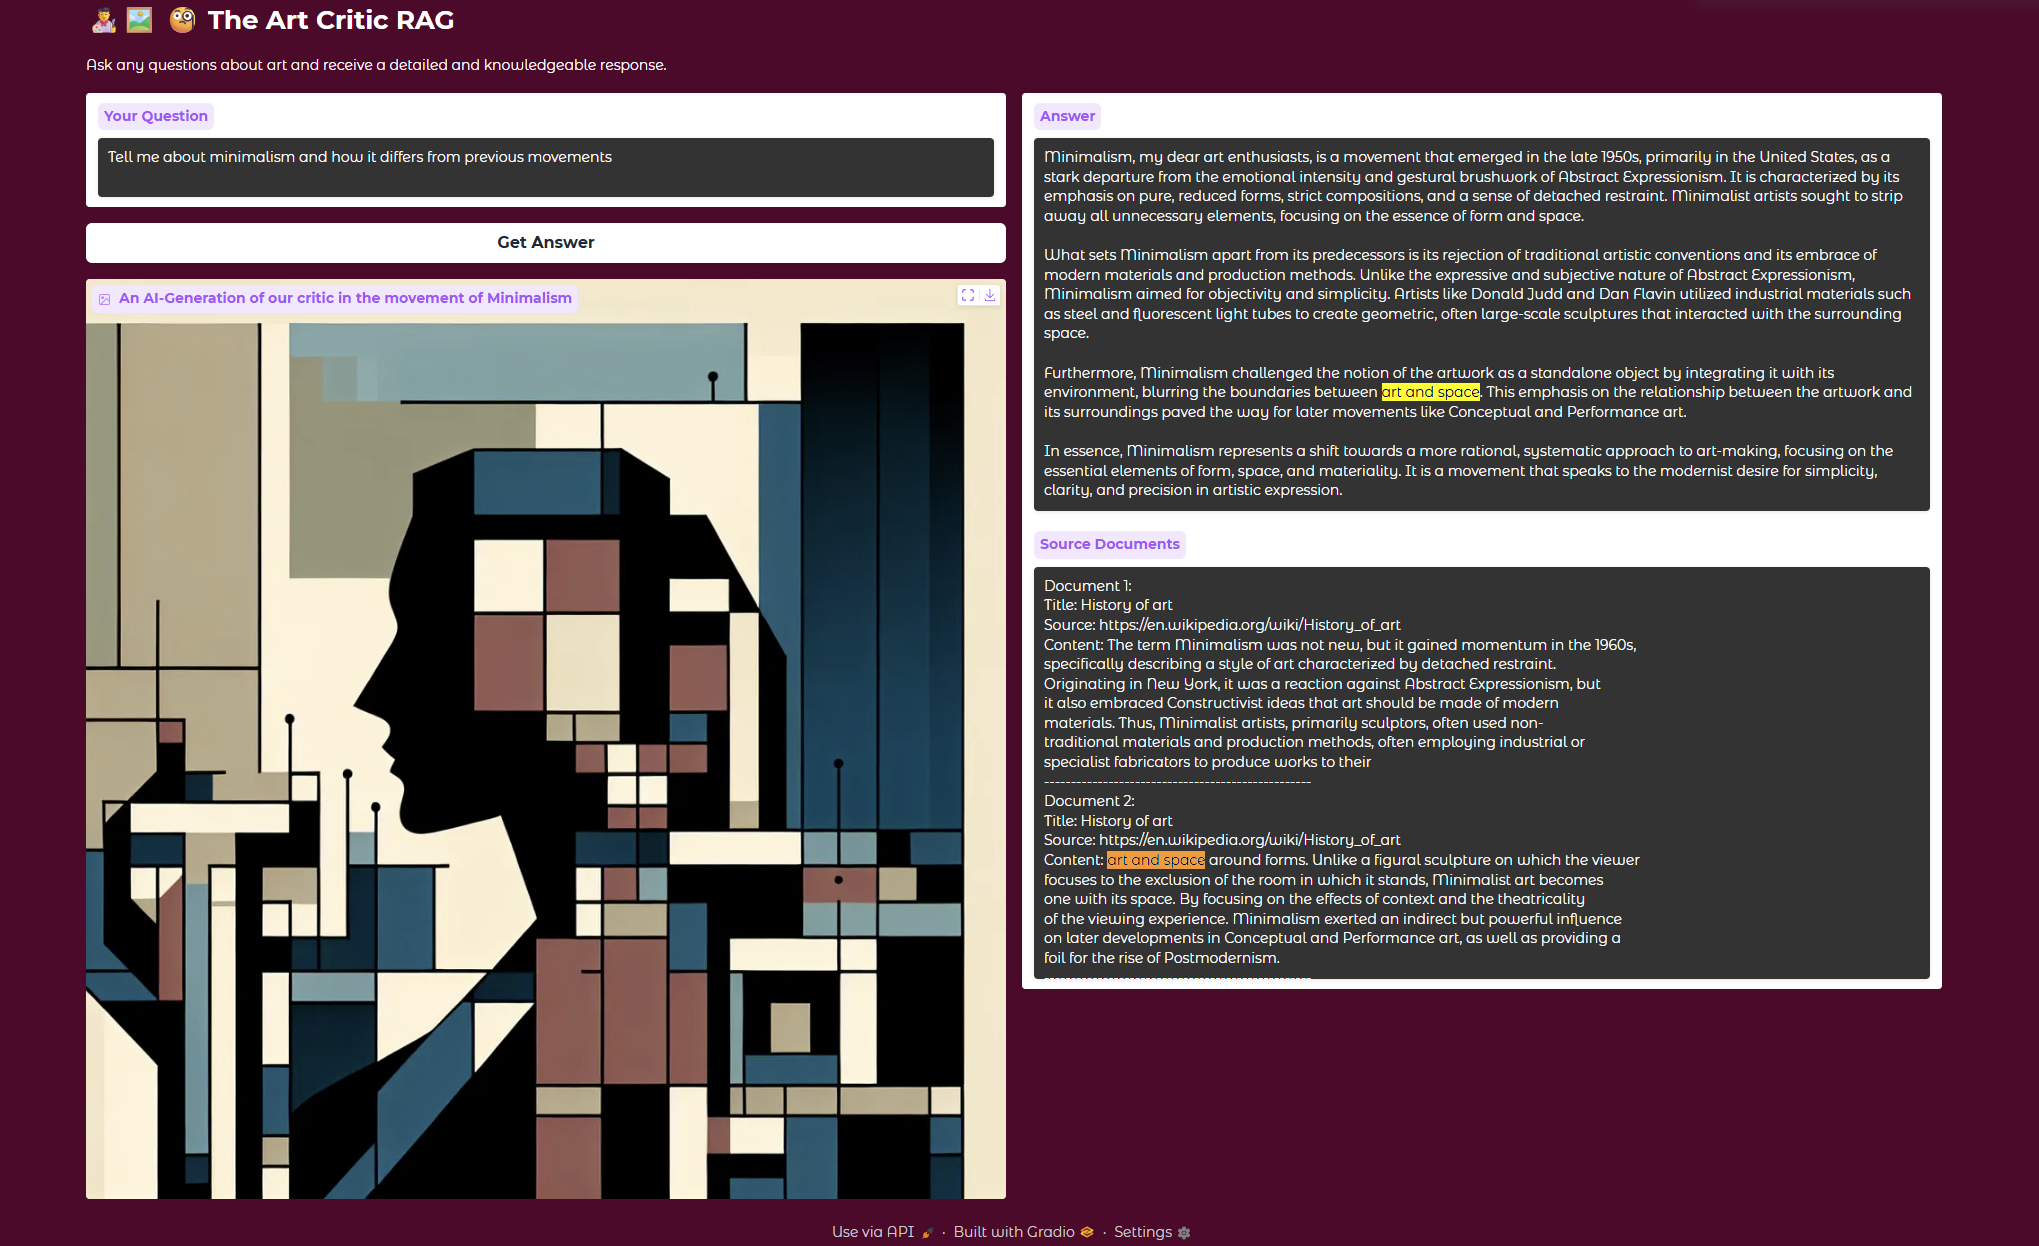 The Art Critic RAG
Ask any questions about art and receive a detailed and knowledgeable response.
Your Question
Tell me about minimalism and how it differs from previous movements
Get Answer
An AI-Generation of our critic in the movement of Minimalism
Answer
Minimalism, my dear art enthusiasts, is a movement that emerged in the late 1950s, primarily in the United States, as a
stark departure from the emotional intensity and gestural brushwork of Abstract Expressionism. It is characterized by its
emphasis on pure, reduced forms, strict compositions, and a sense of detached restraint. Minimalist artists sought to strip
away all unnecessary elements, focusing on the essence of form and space.
What sets Minimalism apart from its predecessors is its rejection of traditional artistic conventions and its embrace of
modern materials and production methods. Unlike the expressive and subjective nature of Abstract Expressionism,
Minimalism aimed for objectivity and simplicity. Artists like Donald Judd and Dan Flavin utilized industrial materials such
as steel and fluorescent light tubes to create geometric, often large-scale sculptures that interacted with the surrounding
space.
Furthermore, Minimalism challenged the notion of the artwork as a standalone object by integrating it with its
environment, blurring the boundaries between art and space. This emphasis on the relationship between the artwork and
its surroundings paved the way for later movements like Conceptual and Performance art.
In essence, Minimalism represents a shift towards a more rational, systematic approach to art-making, focusing on the
essential elements of form, space, and materiality. It is a movement that speaks to the modernist desire for simplicity,
clarity, and precision in artistic expression.
Source Documents
Document 1:
Title: History of art
Source: https://en.wikipedia.org/wiki/History_of_art
Content: The term Minimalism was not new, but it gained momentum in the 1960s,
specifically describing a style of art characterized by detached restraint.
Originating in New York, it was a reaction against Abstract Expressionism, but
it also embraced Constructivist ideas that art should be made of modern
materials. Thus, Minimalist artists, primarily sculptors, often used non-
traditional materials and production methods, often employing industrial or
specialist fabricators to produce works to their
--------------------------------------------------
Document 2:
Title: History of art
Source: https://en.wikipedia.org/wiki/History_of_art
Content: art and space around forms. Unlike a figural sculpture on which the viewer
focuses to the exclusion of the room in which it stands, Minimalist art becomes
one with its space. By focusing on the effects of context and the theatricality
of the viewing experience. Minimalism exerted an indirect but powerful influence
on later developments in Conceptual and Performance art, as well as providing a
foil for the rise of Postmodernism.
--------------------------------------------------
Use via API · Built with Gradio · Settings